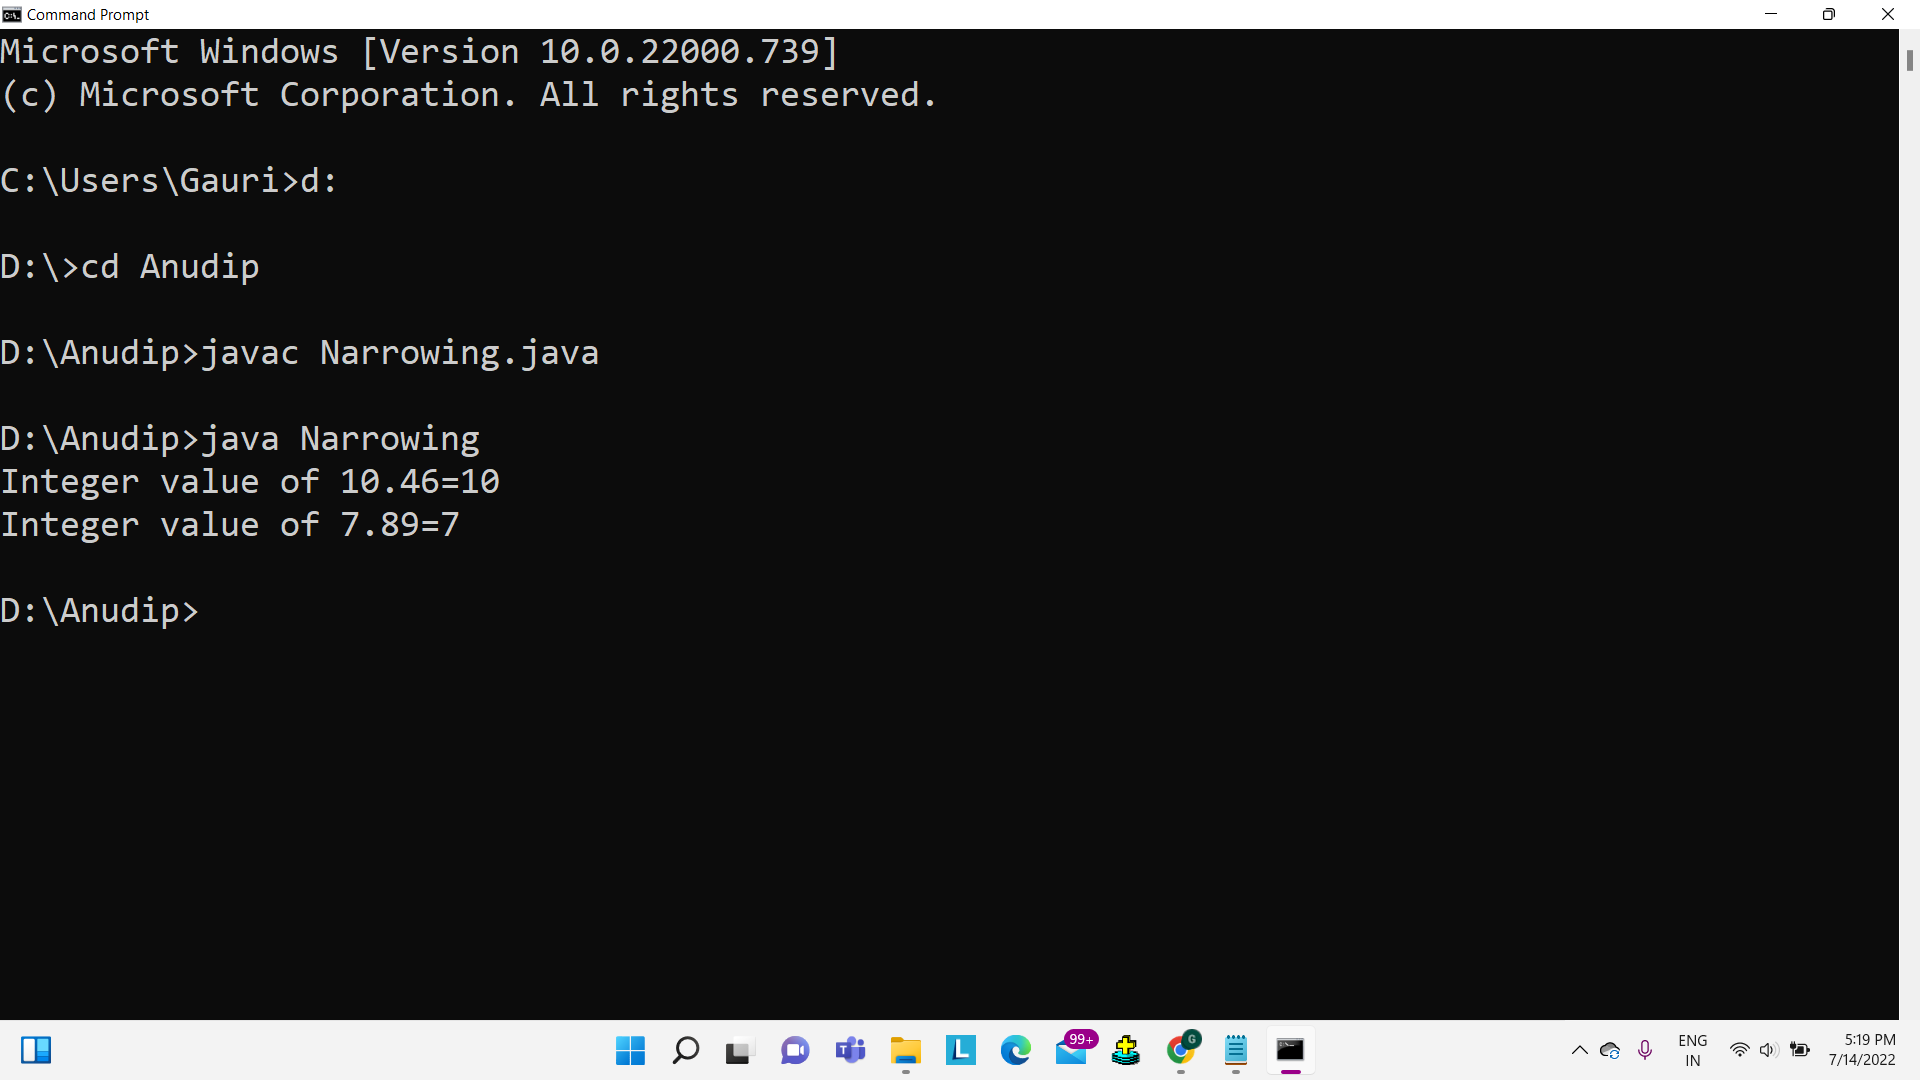 Command Prompt
Microsoft Windows [Version 10.0.22000.739]
(c) Microsoft Corporation. All rights reserved.
C:\Users\Gauri>d:
D:\>cd Anudip
D:\Anudip>javac Narrowing.java
D:\Anudip>java Narrowing
Integer value of 10.46=10
Integer value of 7.89=7
D:\Anudip>
L
99+
G
ENG
IN
5:19 PM
7/14/2022